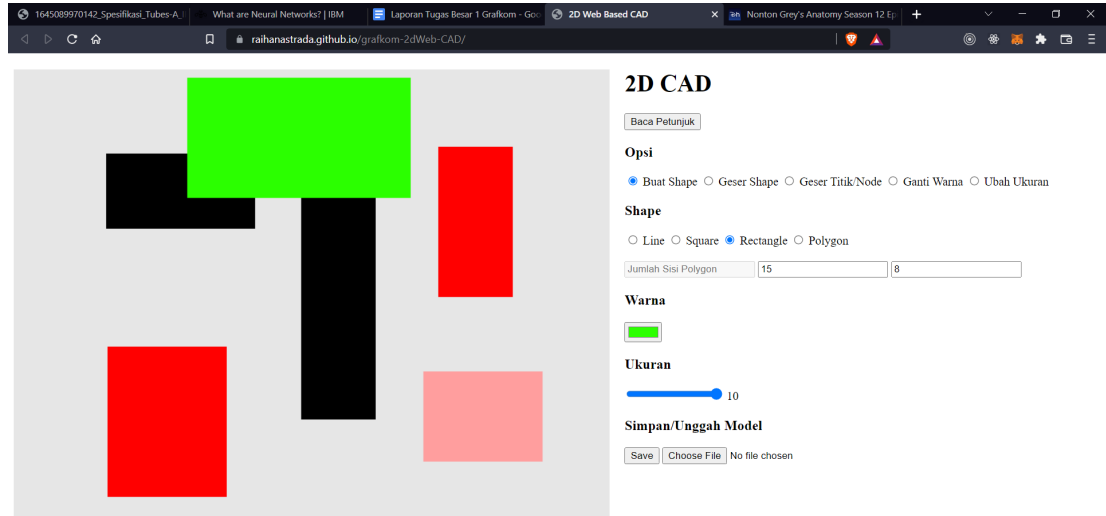 1645089970142_Spesifikasi_Tubes-A_I What are Neural Networks? | IBM Laporan Tugas Besar 1 Grafkom - Goo 2D Web Based CAD Nonton Grey's Anatomy Season 12 Ep
raihanastrada.github.io/grafkom-2dWeb-CAD/
2D CAD
Baca Petunjuk
Opsi
Buat Shape Geser Shape Geser Titik/Node Ganti Warna Ubah Ukuran
Shape
Line Square Rectangle Polygon
Jumlah Sisi Polygon 15 8
Warna
Ukuran
10
Simpan/Unggah Model
Save Choose File No file chosen